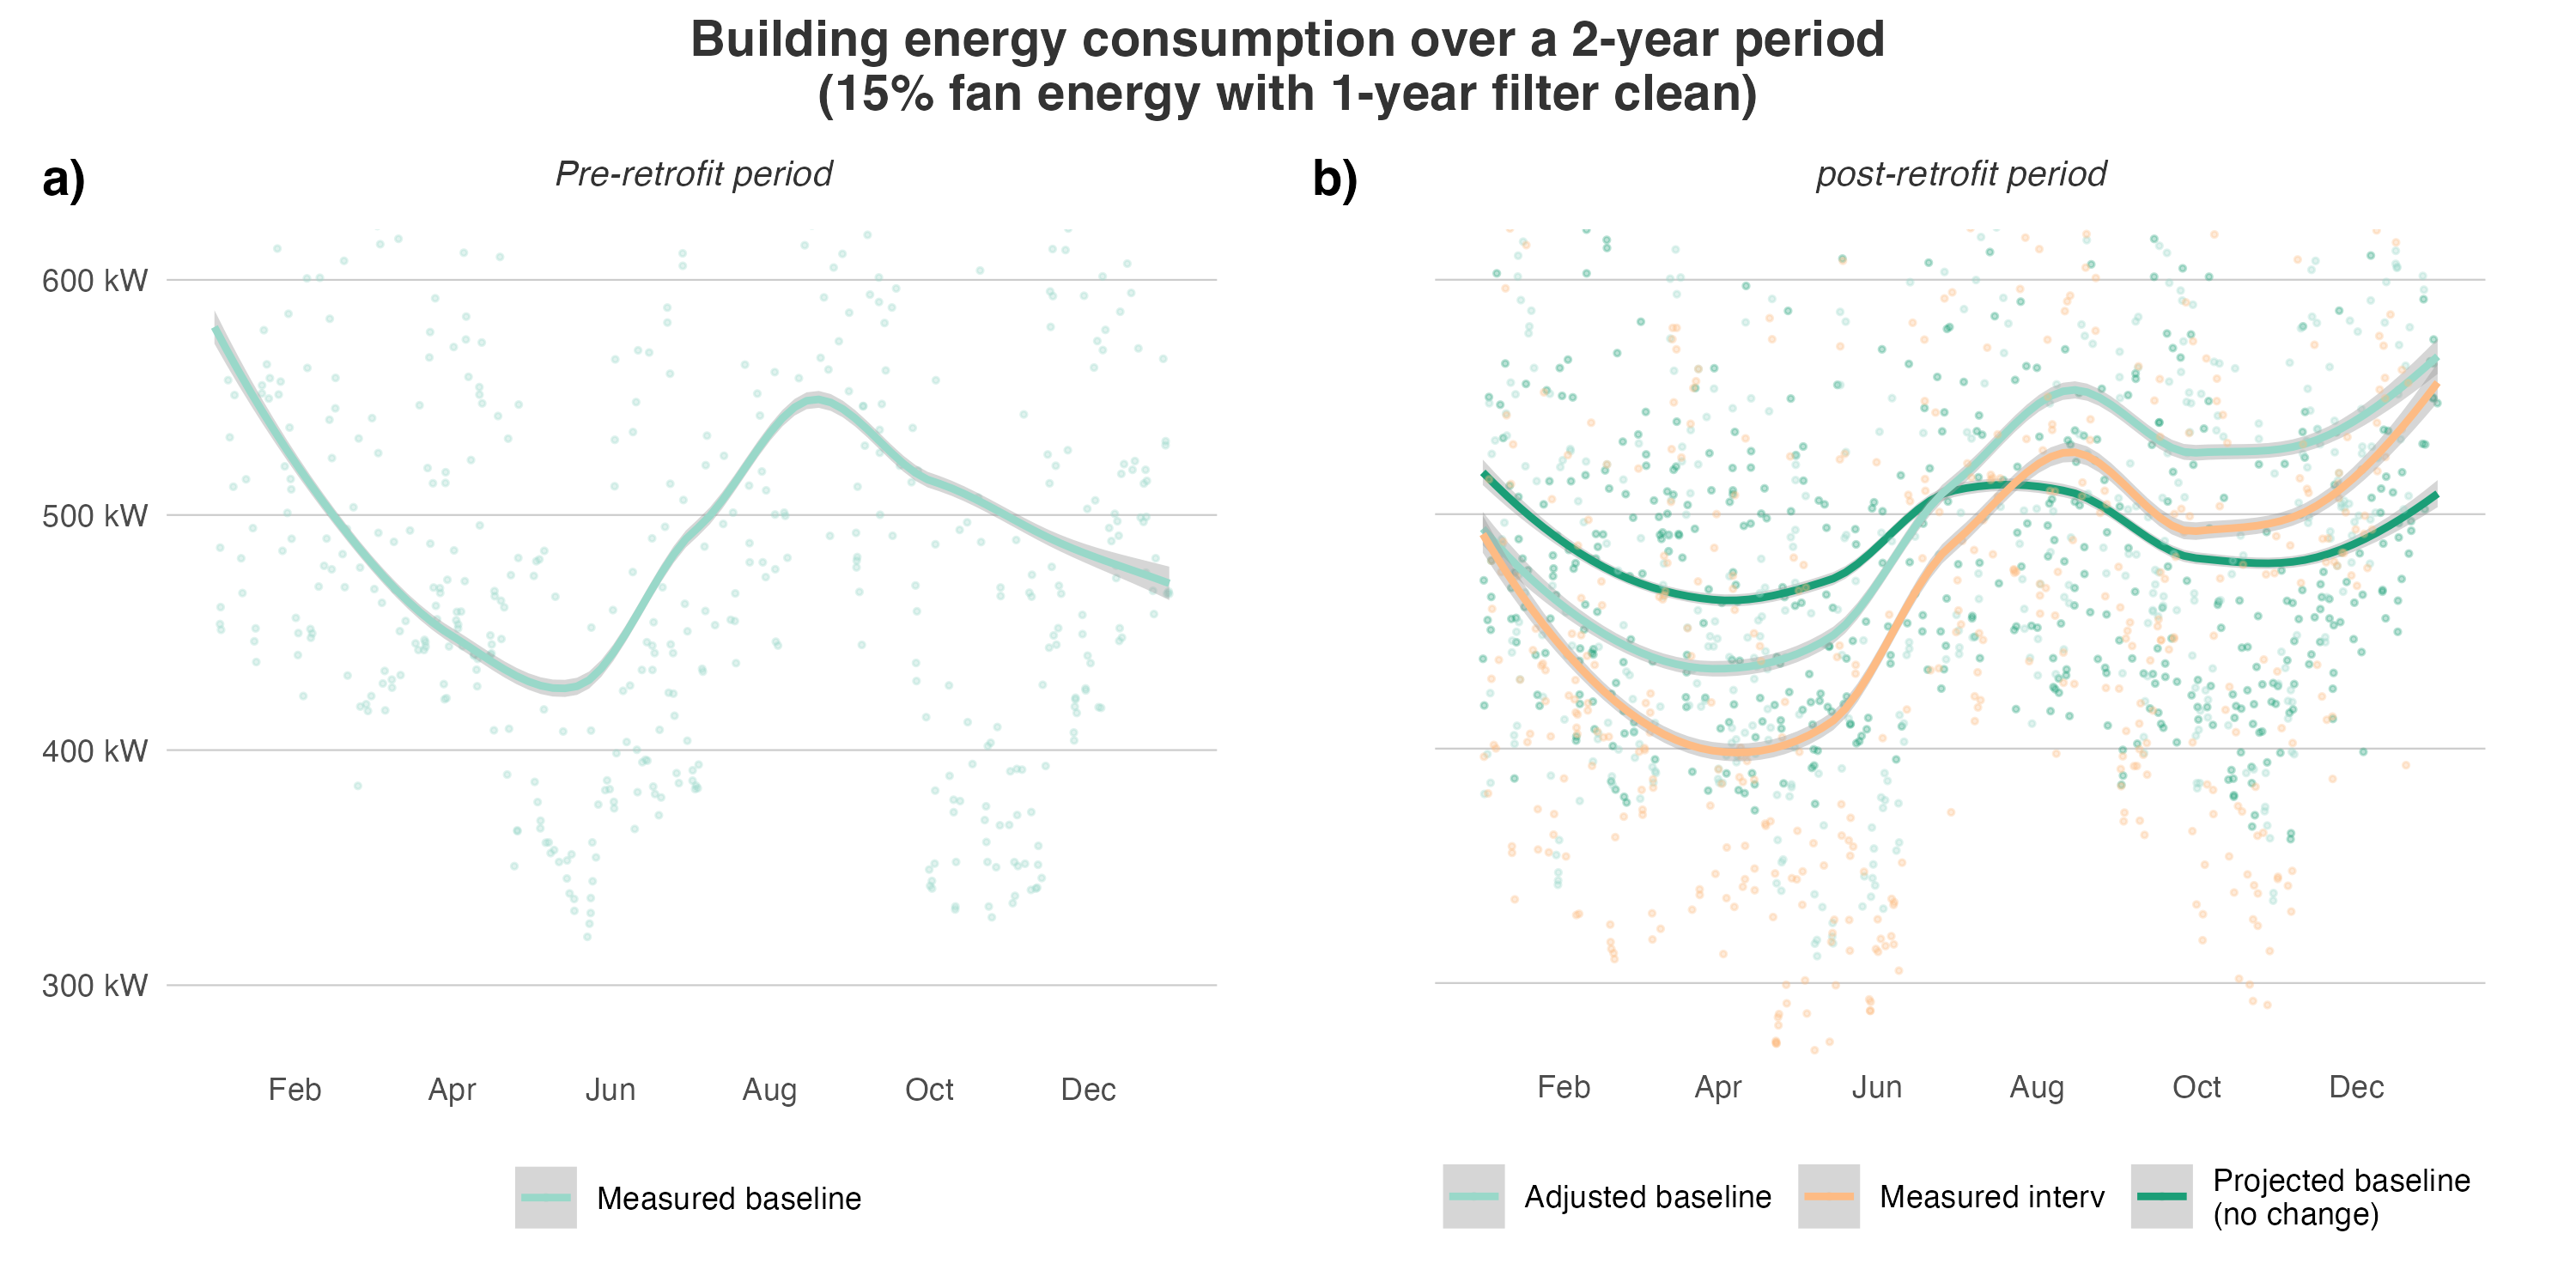 Building energy consumption over a 2-year period
(15% fan energy with 1-year filter clean)
a)
Pre-retrofit period
600 kW
500 kW
400 kW
300 kW
Feb Apr Jun Aug Oct Dec
Measured baseline
b)
post-retrofit period
Feb Apr Jun Aug Oct Dec
Adjusted baseline
Measured interv
Projected baseline
(no change)